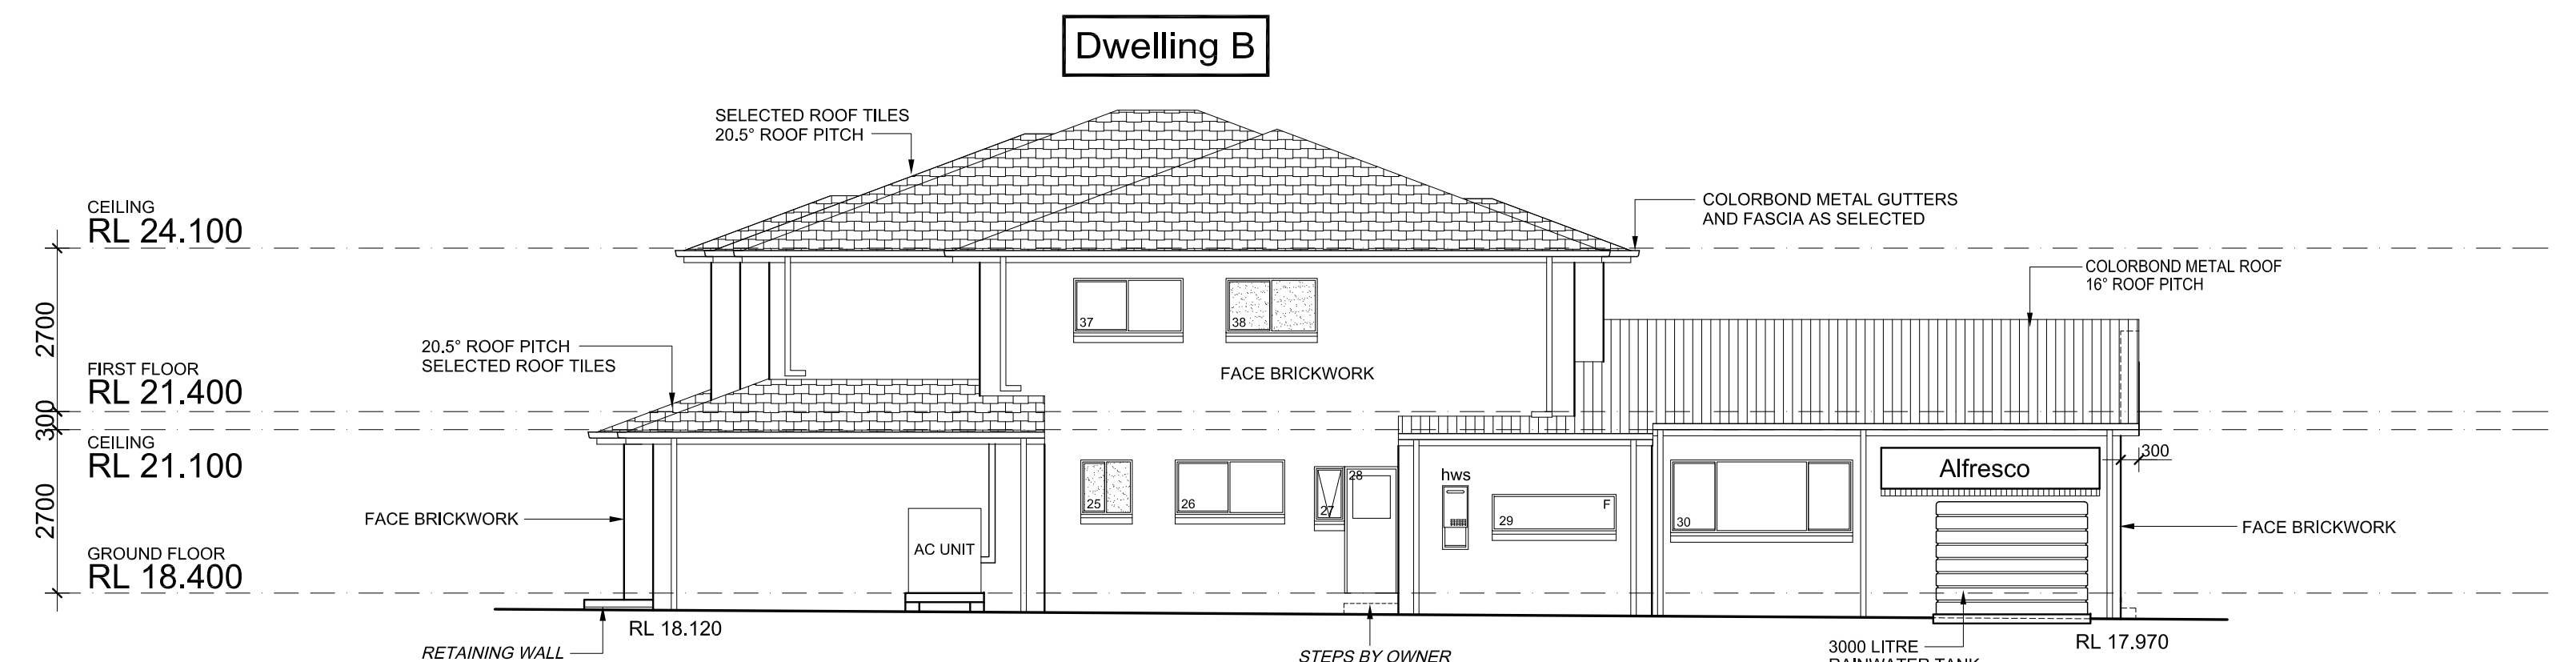 Dwelling B
SELECTED ROOF TILES
20.5° ROOF PITCH
COLORBOND METAL GUTTERS
AND FASCIA AS SELECTED
CEILING
RL 24.100
COLORBOND METAL ROOF
16° ROOF PITCH
2700
37
38
20.5° ROOF PITCH
SELECTED ROOF TILES
FIRST FLOOR
RL 21.400
FACE BRICKWORK
300
CEILING
RL 21.100
300
Alfresco
hws
28
25
26
27
29
F
30
2700
FACE BRICKWORK
FACE BRICKWORK
AC UNIT
GROUND FLOOR
RL 18.400
RL 18.120
RL 17.970
RETAINING WALL
STEPS BY OWNER
3000 LITRE
RAINWATER TANK